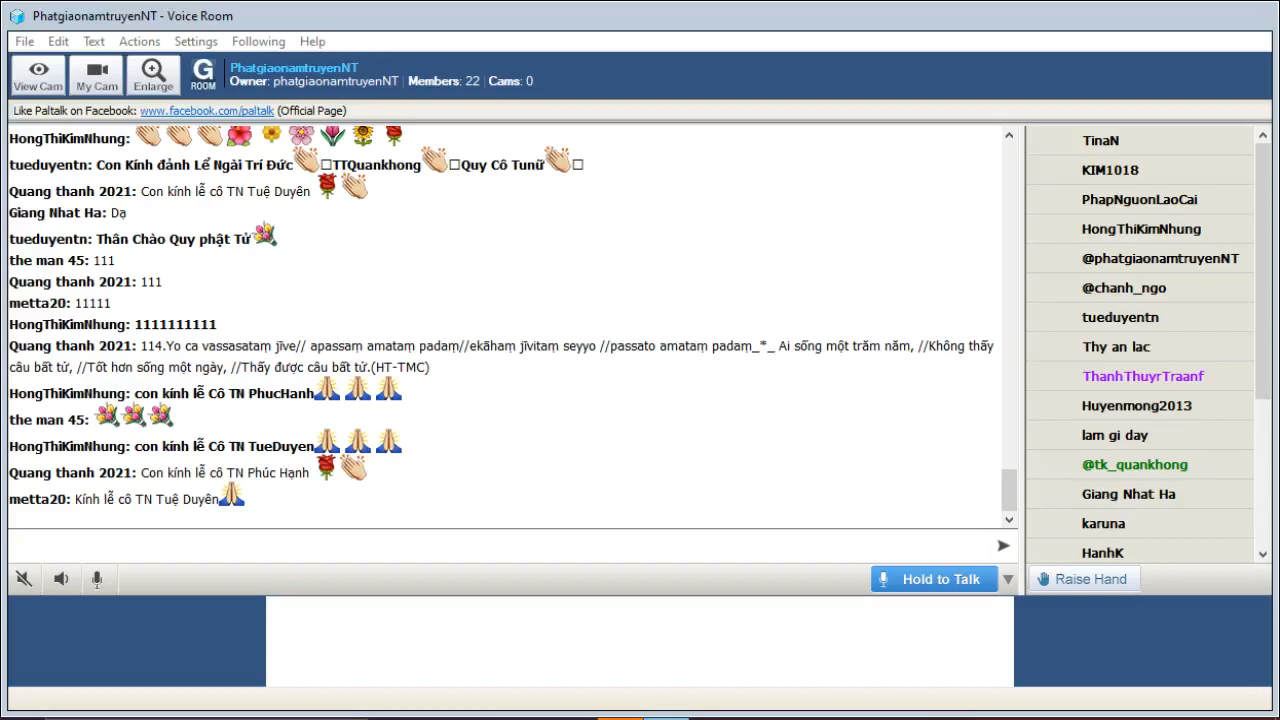 PhatgiaonamtruyenNT - Voice Room
File Edit Text Actions Settings Following Help
View Cam My Cam Enlarge G ROOM
PhatgiaonamtruyenNT
Owner: phatgiaonamtruyenNT Members: 22 Cams: 0
Like Paltalk on Facebook: www.facebook.com/paltalk (Official Page)
HongThiKimNhung:
tueduyentn: Con Kính đảnh Lể Ngài Trí Đức TTQuankhong Quy Cô Tunữ
Quang thanh 2021: Con kính lễ cô TN Tuệ Duyên
Giang Nhat Ha: Dạ
tueduyentn: Thân Chào Quy phật Tử
the man 45: 111
Quang thanh 2021: 111
metta20: 11111
HongThiKimNhung: 1111111111
Quang thanh 2021: 114.Yo ca vassasataṃ jīve// apassaṃ amataṃ padaṃ//ekāhaṃ jīvitaṃ seyyo //passato amataṃ padaṃ_*_ Ai sống một trăm năm, //Không thấy
câu bất tử, //Tốt hơn sống một ngày, //Thấy được câu bất tử.(HT-TMC)
HongThiKimNhung: con kính lễ Cô TN PhucHanh
the man 45:
HongThiKimNhung: con kính lễ Cô TN TueDuyen
Quang thanh 2021: Con kính lễ cô TN Phúc Hạnh
metta20: Kính lễ cô TN Tuệ Duyên
Hold to Talk
TinaN
KIM1018
PhapNguonLaoCai
HongThiKimNhung
@phatgiaonamtruyenNT
@chanh_ngo
tueduyentn
Thy an lac
ThanhThuyrTraanf
Huyenmong2013
lam gi day
@tk_quankhong
Giang Nhat Ha
karuna
HanhK
Raise Hand